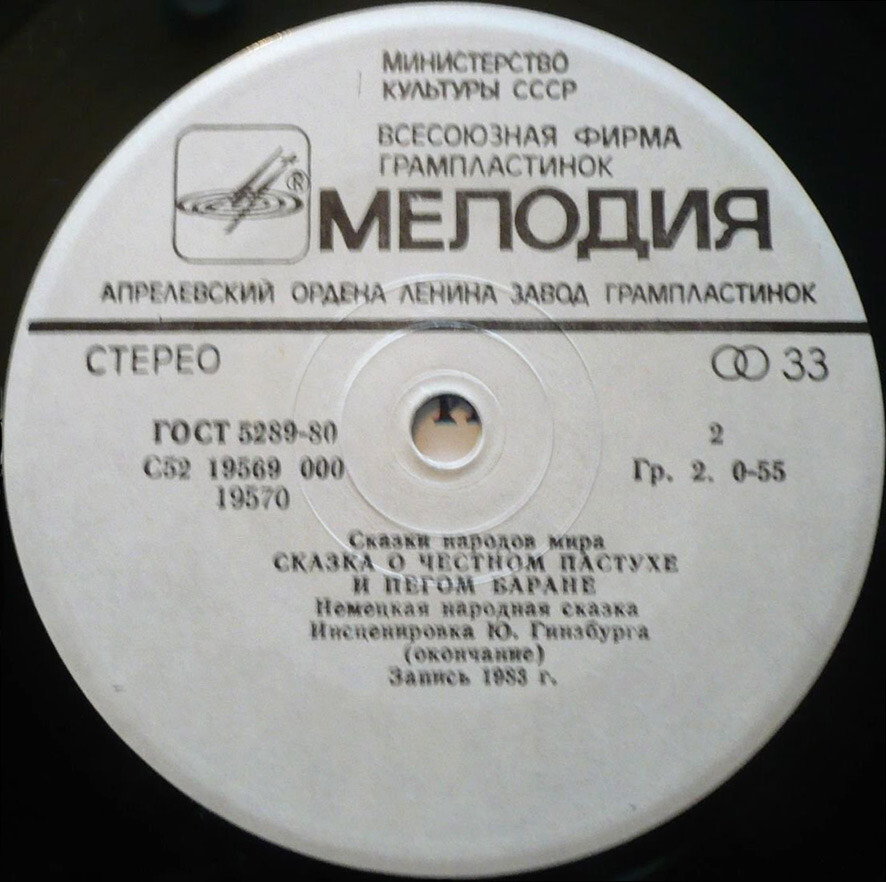 МИНИСТЕРСТВО
КУЛЬТУРЫ СССР
ВСЕСОЮЗНАЯ ФИРМА
ГРАМПЛАСТИНОК
®
МЕЛОДИЯ
АПРЕЛЕВСКИЙ ОРДЕНА ЛЕНИНА ЗАВОД ГРАМПЛАСТИНОК
СТЕРЕО
33
ГОСТ 5289-80
2
С52 19569 000
Гр. 2. 0-55
19570
Сказки народов мира
СКАЗКА О ЧЕСТНОМ ПАСТУХЕ
И ПЕГОМ БАРАНЕ
Немецкая народная сказка
Инсценировка Ю. Гинзбурга
(окончание)
Запись 1983 г.